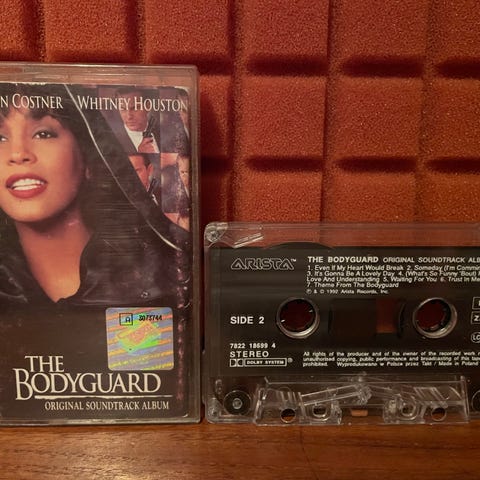 N COSTNER WHITNEY HOUSTON
A 3078744
THE
BODYGUARD
ORIGINAL SOUNDTRACK ALBUM
ARISTA™
THE BODYGUARD ORIGINAL SOUNDTRACK ALB
1. Even If My Heart Would Break 2. Someday (I'm Comming
3. It's Gonna Be A Lovely Day 4. (What's So Funny 'Bout) P
Love And Understanding 5. Waiting For You 6. Trust In Me
7. Theme From The Bodyguard
℗ & © 1992 Arista Records, Inc.
SIDE 2
7822 18699 4
STEREO
DOLBY SYSTEM
All rights of the producer and of the owner of the recorded work r
unauthorised copying, public performance and broadcasting of this tap
prohibited. Wyprodukowano w Polsce przez Takt / Made in Poland